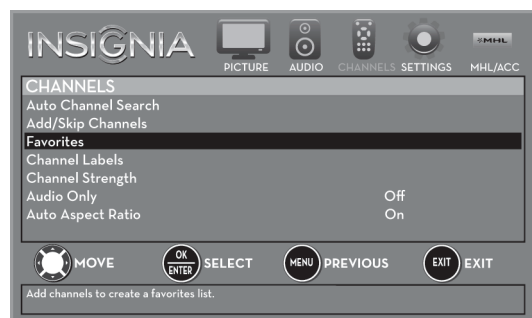 INSIGNIA
PICTURE AUDIO CHANNELS SETTINGS MHL MHL/ACC
CHANNELS
Auto Channel Search
Add/Skip Channels
Favorites
Channel Labels
Channel Strength
Audio Only Off
Auto Aspect Ratio On
MOVE OK ENTER SELECT MENU PREVIOUS EXIT EXIT
Add channels to create a favorites list.